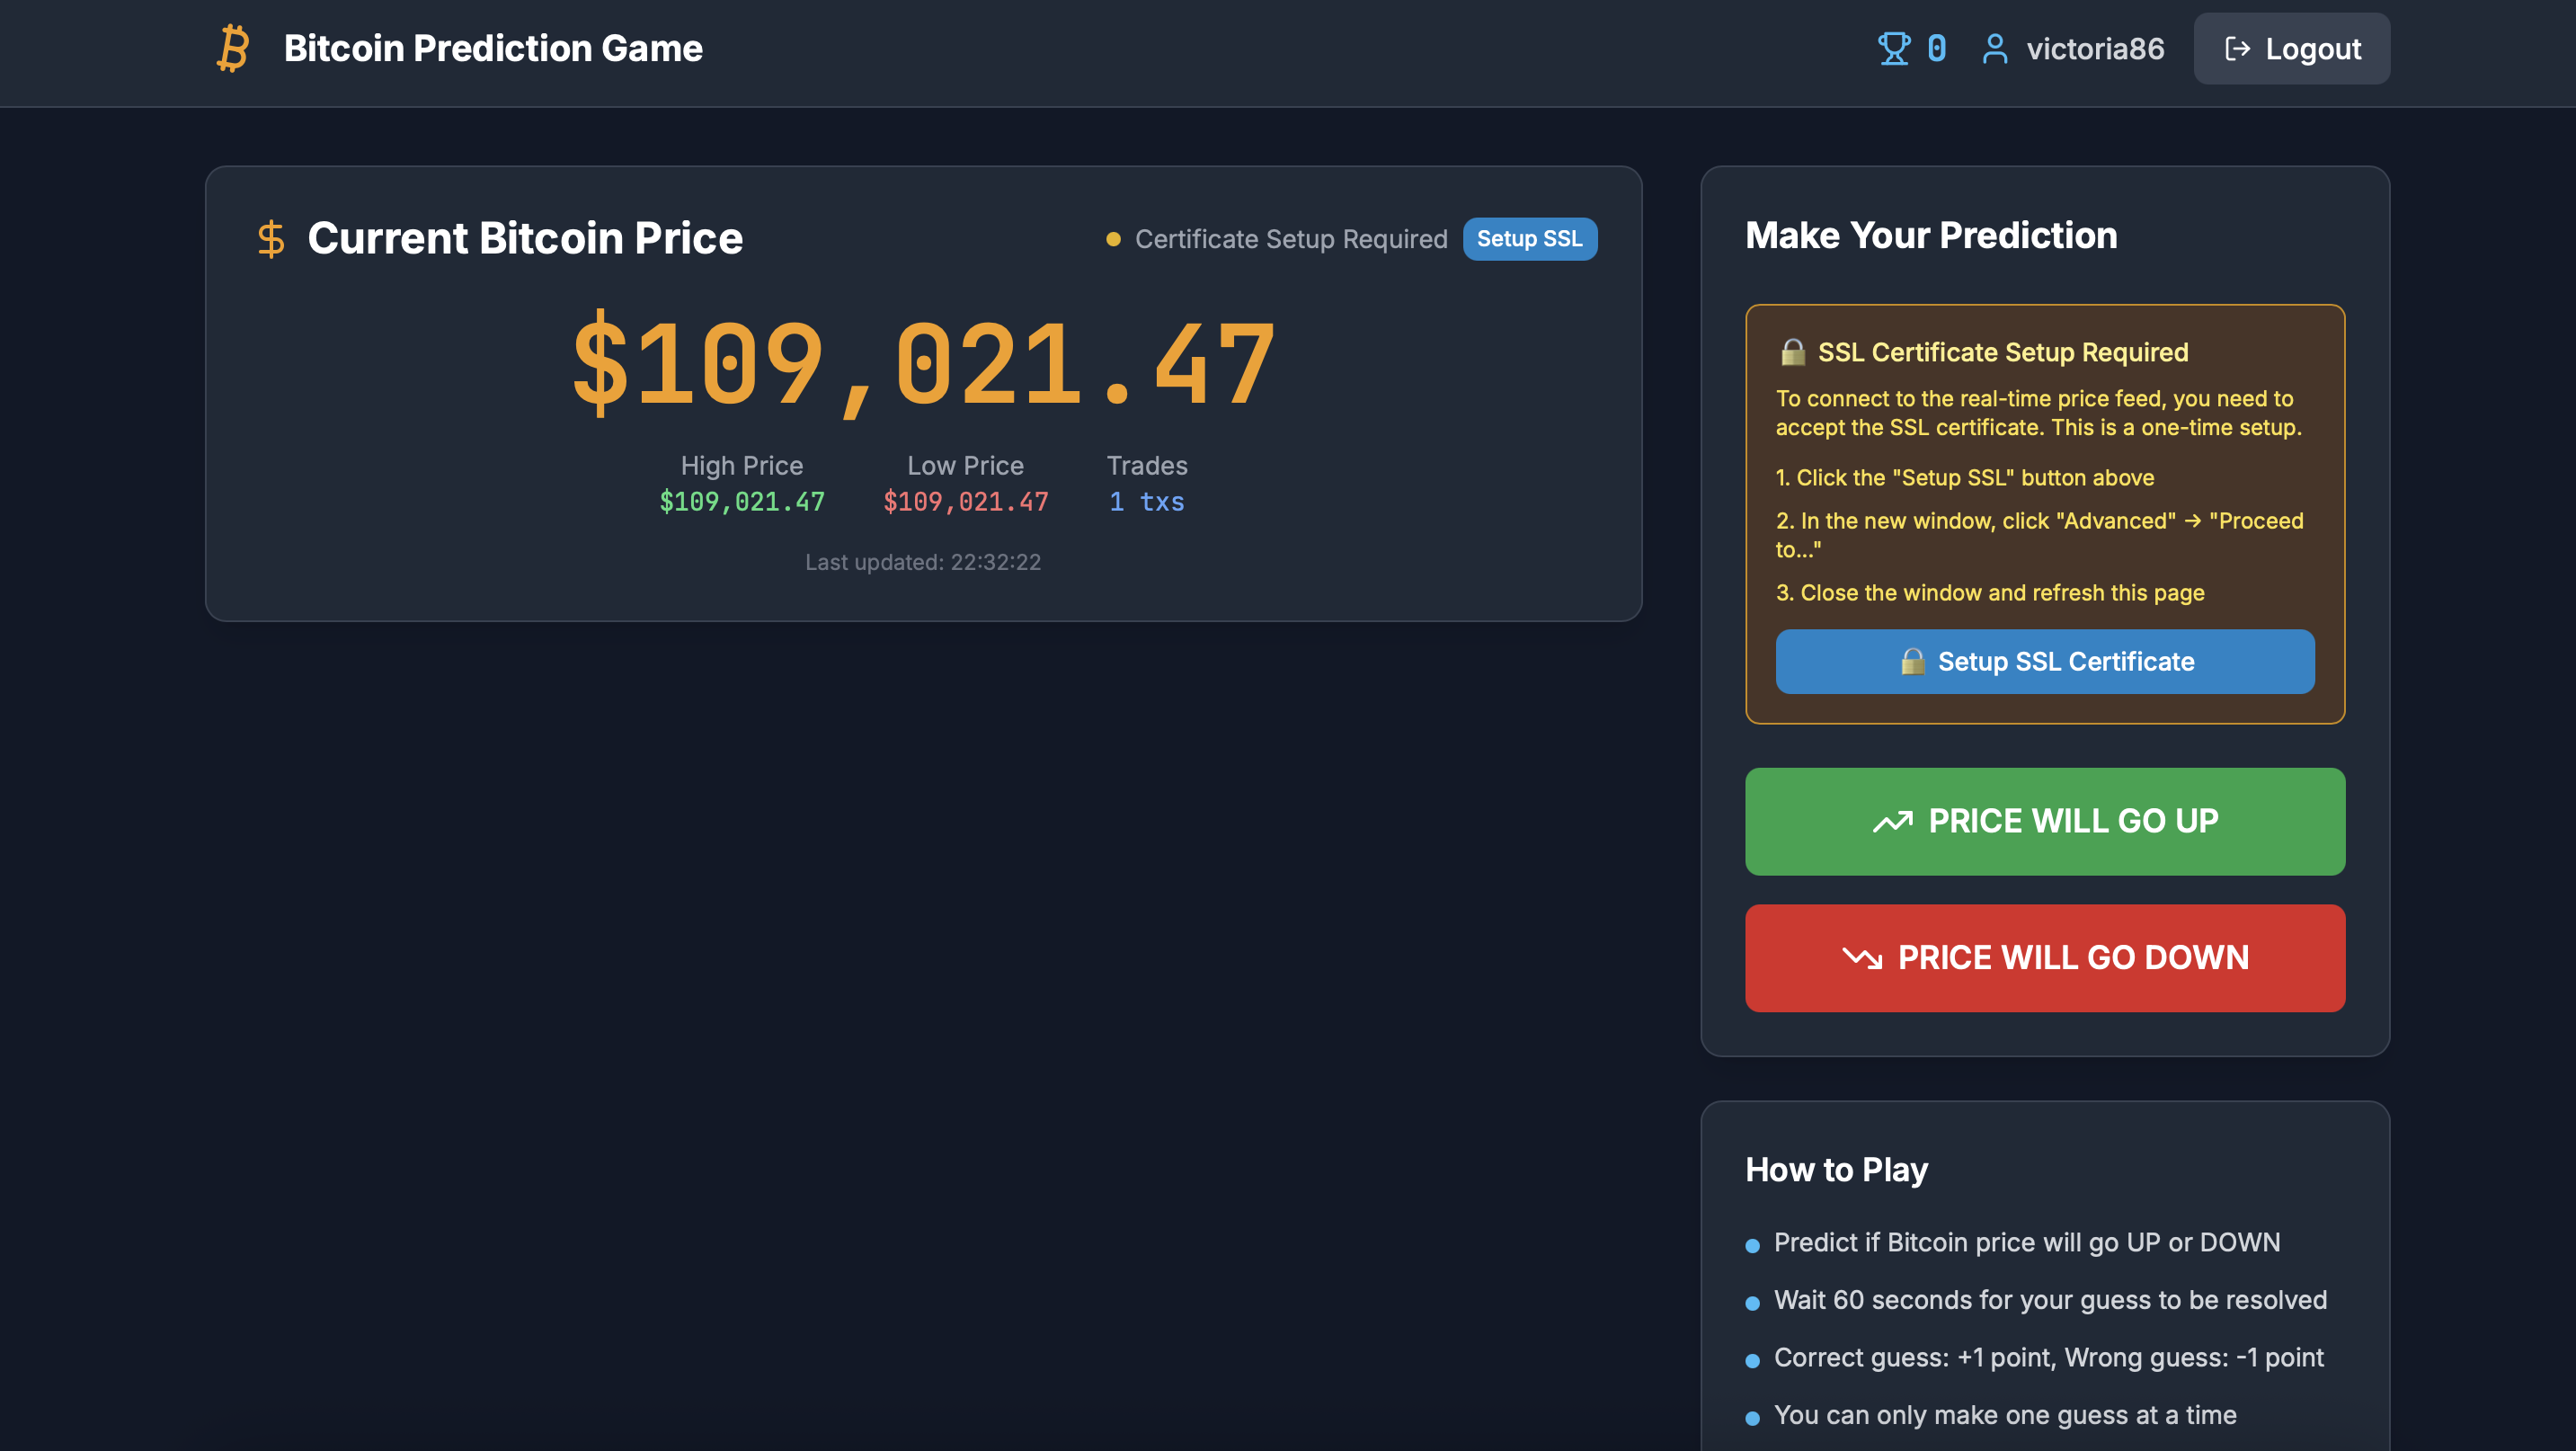 Bitcoin Prediction Game
0
victoria86
Logout
Current Bitcoin Price
Certificate Setup Required
Setup SSL
$109,021.47
High Price
$109,021.47
Low Price
$109,021.47
Trades
1 txs
Last updated: 22:32:22
Make Your Prediction
🔒 SSL Certificate Setup Required
To connect to the real-time price feed, you need to
accept the SSL certificate. This is a one-time setup.
1. Click the "Setup SSL" button above
2. In the new window, click "Advanced" → "Proceed
to..."
3. Close the window and refresh this page
🔒 Setup SSL Certificate
PRICE WILL GO UP
PRICE WILL GO DOWN
How to Play
Predict if Bitcoin price will go UP or DOWN
Wait 60 seconds for your guess to be resolved
Correct guess: +1 point, Wrong guess: -1 point
You can only make one guess at a time